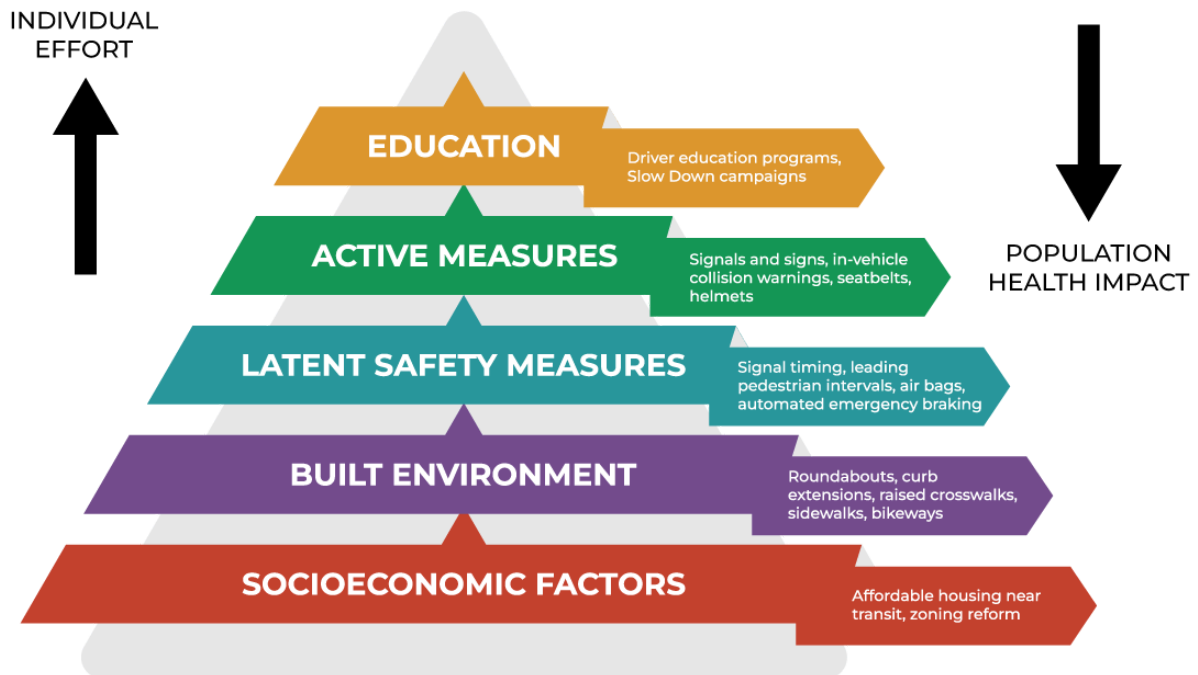 INDIVIDUAL
EFFORT
EDUCATION
Driver education programs,
Slow Down campaigns
ACTIVE MEASURES
Signals and signs, in-vehicle
collision warnings, seatbelts,
helmets
LATENT SAFETY MEASURES
Signal timing, leading
pedestrian intervals, air bags,
automated emergency braking
BUILT ENVIRONMENT
Roundabouts, curb
extensions, raised crosswalks,
sidewalks, bikeways
SOCIOECONOMIC FACTORS
Affordable housing near
transit, zoning reform
POPULATION
HEALTH IMPACT